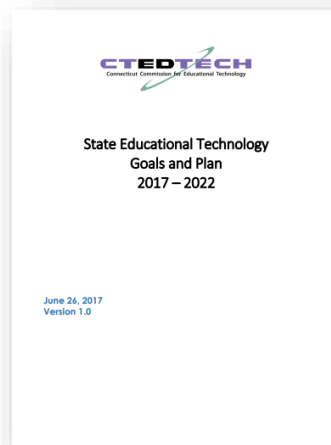 CTEDTECH
Connecticut Commission for Educational Technology
State Educational Technology
Goals and Plan
2017 – 2022
June 26, 2017
Version 1.0